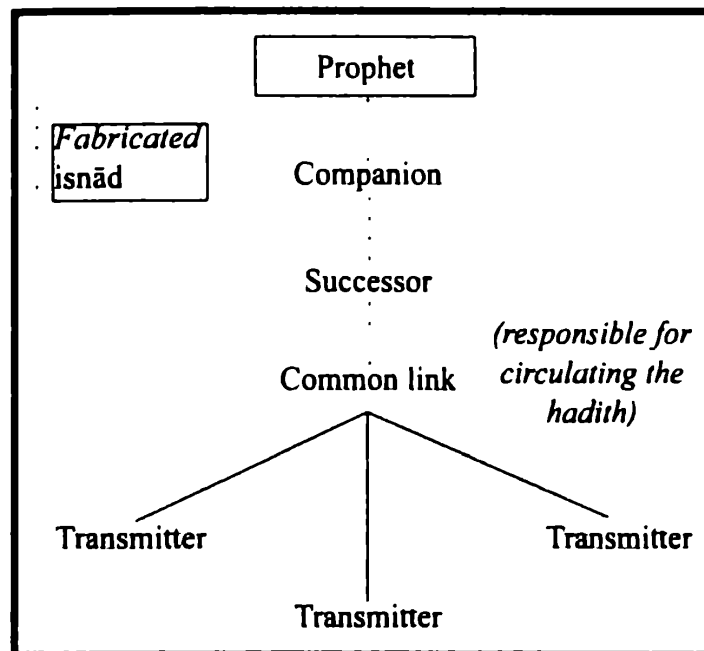 Prophet
Fabricated
isnād
Companion
Successor
(responsible for
circulating the
hadith)
Common link
Transmitter
Transmitter
Transmitter